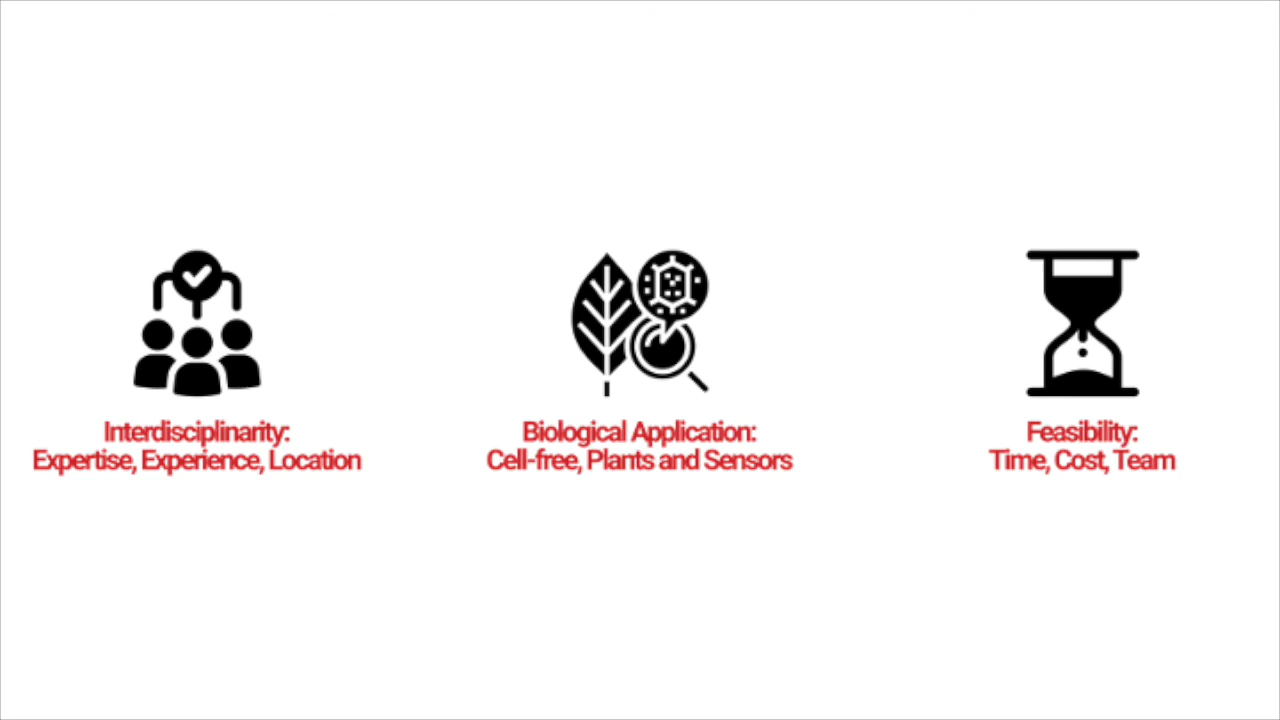 Interdisciplinarity:
Expertise, Experience, Location
Biological Application:
Cell-free, Plants and Sensors
Feasibility:
Time, Cost, Team